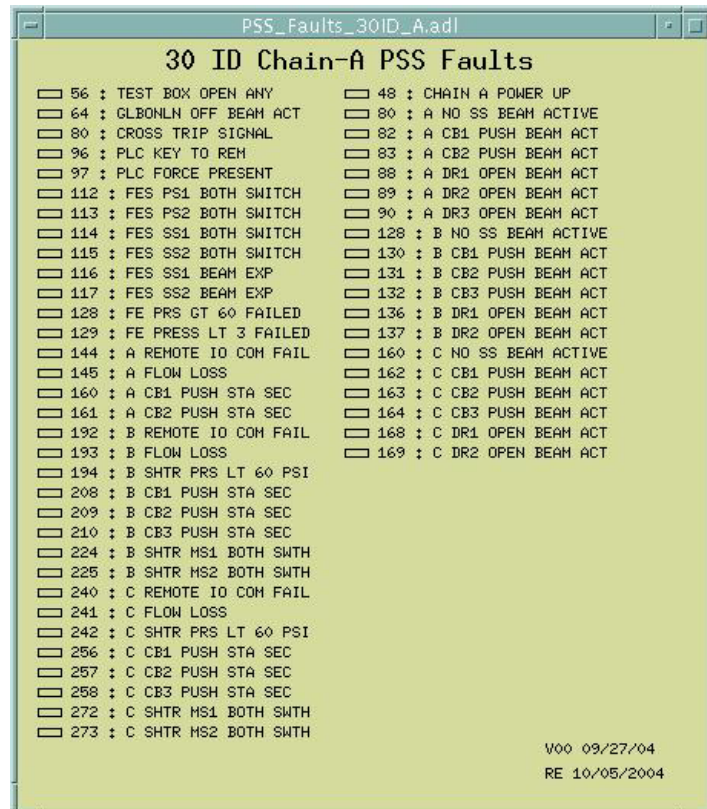 PSS_Faults_30ID_A.adl
30 ID Chain-A PSS Faults
56 : TEST BOX OPEN ANY
64 : GLBONLN OFF BEAM ACT
80 : CROSS TRIP SIGNAL
96 : PLC KEY TO REM
97 : PLC FORCE PRESENT
112 : FES PS1 BOTH SWITCH
113 : FES PS2 BOTH SWITCH
114 : FES SS1 BOTH SWITCH
115 : FES SS2 BOTH SWITCH
116 : FES SS1 BEAM EXP
117 : FES SS2 BEAM EXP
128 : FE PRS GT 60 FAILED
129 : FE PRESS LT 3 FAILED
144 : A REMOTE IO COM FAIL
145 : A FLOW LOSS
160 : A CB1 PUSH STA SEC
161 : A CB2 PUSH STA SEC
192 : B REMOTE IO COM FAIL
193 : B FLOW LOSS
194 : B SHTR PRS LT 60 PSI
208 : B CB1 PUSH STA SEC
209 : B CB2 PUSH STA SEC
210 : B CB3 PUSH STA SEC
224 : B SHTR MS1 BOTH SWTH
225 : B SHTR MS2 BOTH SWTH
240 : C REMOTE IO COM FAIL
241 : C FLOW LOSS
242 : C SHTR PRS LT 60 PSI
256 : C CB1 PUSH STA SEC
257 : C CB2 PUSH STA SEC
258 : C CB3 PUSH STA SEC
272 : C SHTR MS1 BOTH SWTH
273 : C SHTR MS2 BOTH SWTH
48 : CHAIN A POWER UP
80 : A NO SS BEAM ACTIVE
82 : A CB1 PUSH BEAM ACT
83 : A CB2 PUSH BEAM ACT
88 : A DR1 OPEN BEAM ACT
89 : A DR2 OPEN BEAM ACT
90 : A DR3 OPEN BEAM ACT
128 : B NO SS BEAM ACTIVE
130 : B CB1 PUSH BEAM ACT
131 : B CB2 PUSH BEAM ACT
132 : B CB3 PUSH BEAM ACT
136 : B DR1 OPEN BEAM ACT
137 : B DR2 OPEN BEAM ACT
160 : C NO SS BEAM ACTIVE
162 : C CB1 PUSH BEAM ACT
163 : C CB2 PUSH BEAM ACT
164 : C CB3 PUSH BEAM ACT
168 : C DR1 OPEN BEAM ACT
169 : C DR2 OPEN BEAM ACT
V00 09/27/04
RE 10/05/2004